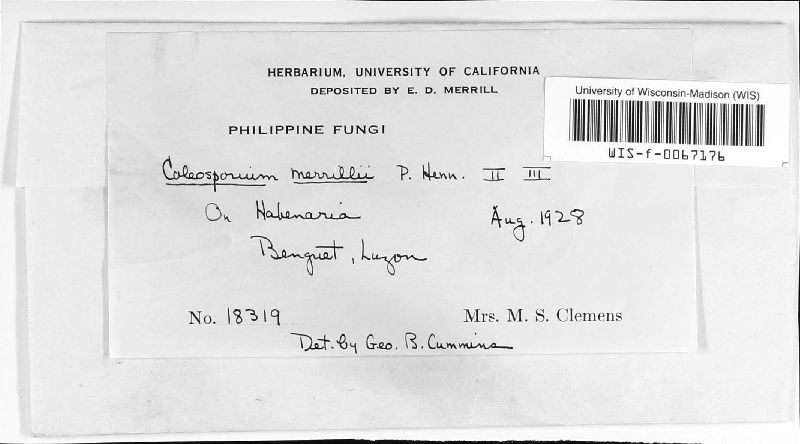 HERBARIUM, UNIVERSITY OF CALIFORNIA
DEPOSITED BY E. D. MERRILL
University of Wisconsin-Madison (WIS)
WIS-f-0067176
PHILIPPINE FUNGI
Coleosporium merrillii P. Henn. II III
On Habenaria
Aug. 1928
Benguet, Luzon
No. 18319
Mrs. M. S. Clemens
Det. by Geo. B. Cummins